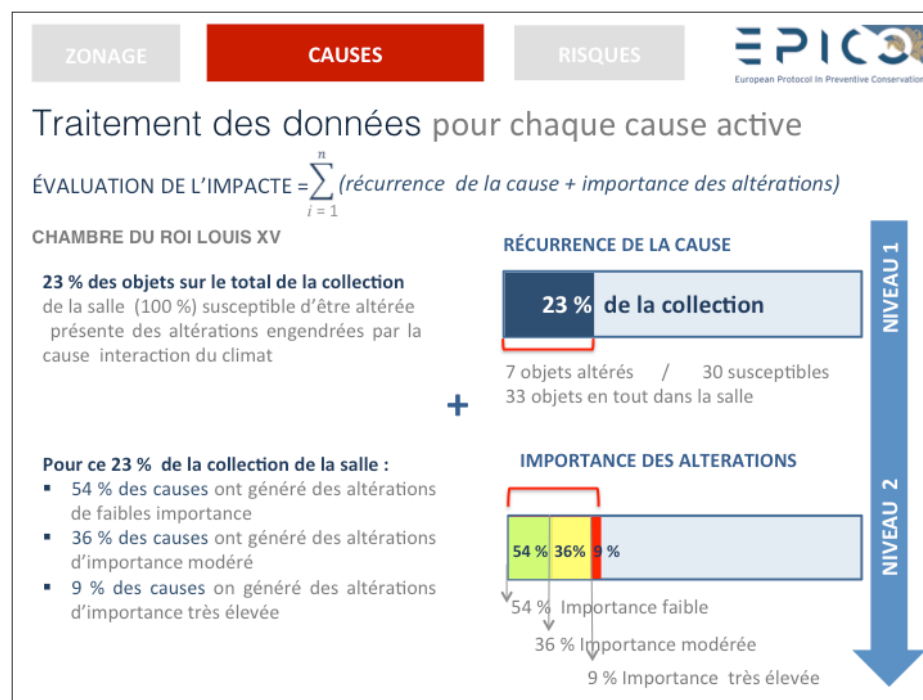 ZONAGE
CAUSES
RISQUES
EPICO
European Protocol In Preventive Conservation
Traitement des données pour chaque cause active
ÉVALUATION DE L'IMPACTE = n ∑ i = 1 (récurrence de la cause + importance des altérations)
CHAMBRE DU ROI LOUIS XV
23 % des objets sur le total de la collection
de la salle (100 %) susceptible d'être altérée
présente des altérations engendrées par la
cause interaction du climat
RÉCURRENCE DE LA CAUSE
23 % de la collection
7 objets altérés / 30 susceptibles
33 objets en tout dans la salle
NIVEAU 1
+
Pour ce 23 % de la collection de la salle :
▪ 54 % des causes ont généré des altérations
de faibles importance
▪ 36 % des causes ont généré des altérations
d'importance modéré
▪ 9 % des causes on généré des altérations
d'importance très élevée
IMPORTANCE DES ALTERATIONS
54 % 36% 9 %
54 % Importance faible
36 % Importance modérée
9 % Importance très élevée
NIVEAU 2